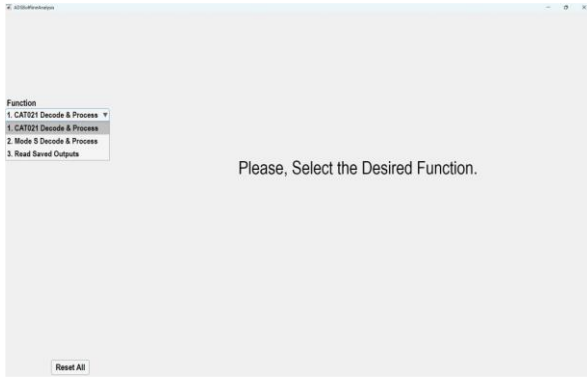 Function
1. CAT021 Decode & Process
1. CAT021 Decode & Process
2. Mode S Decode & Process
3. Read Saved Outputs
Please, Select the Desired Function.
Reset All